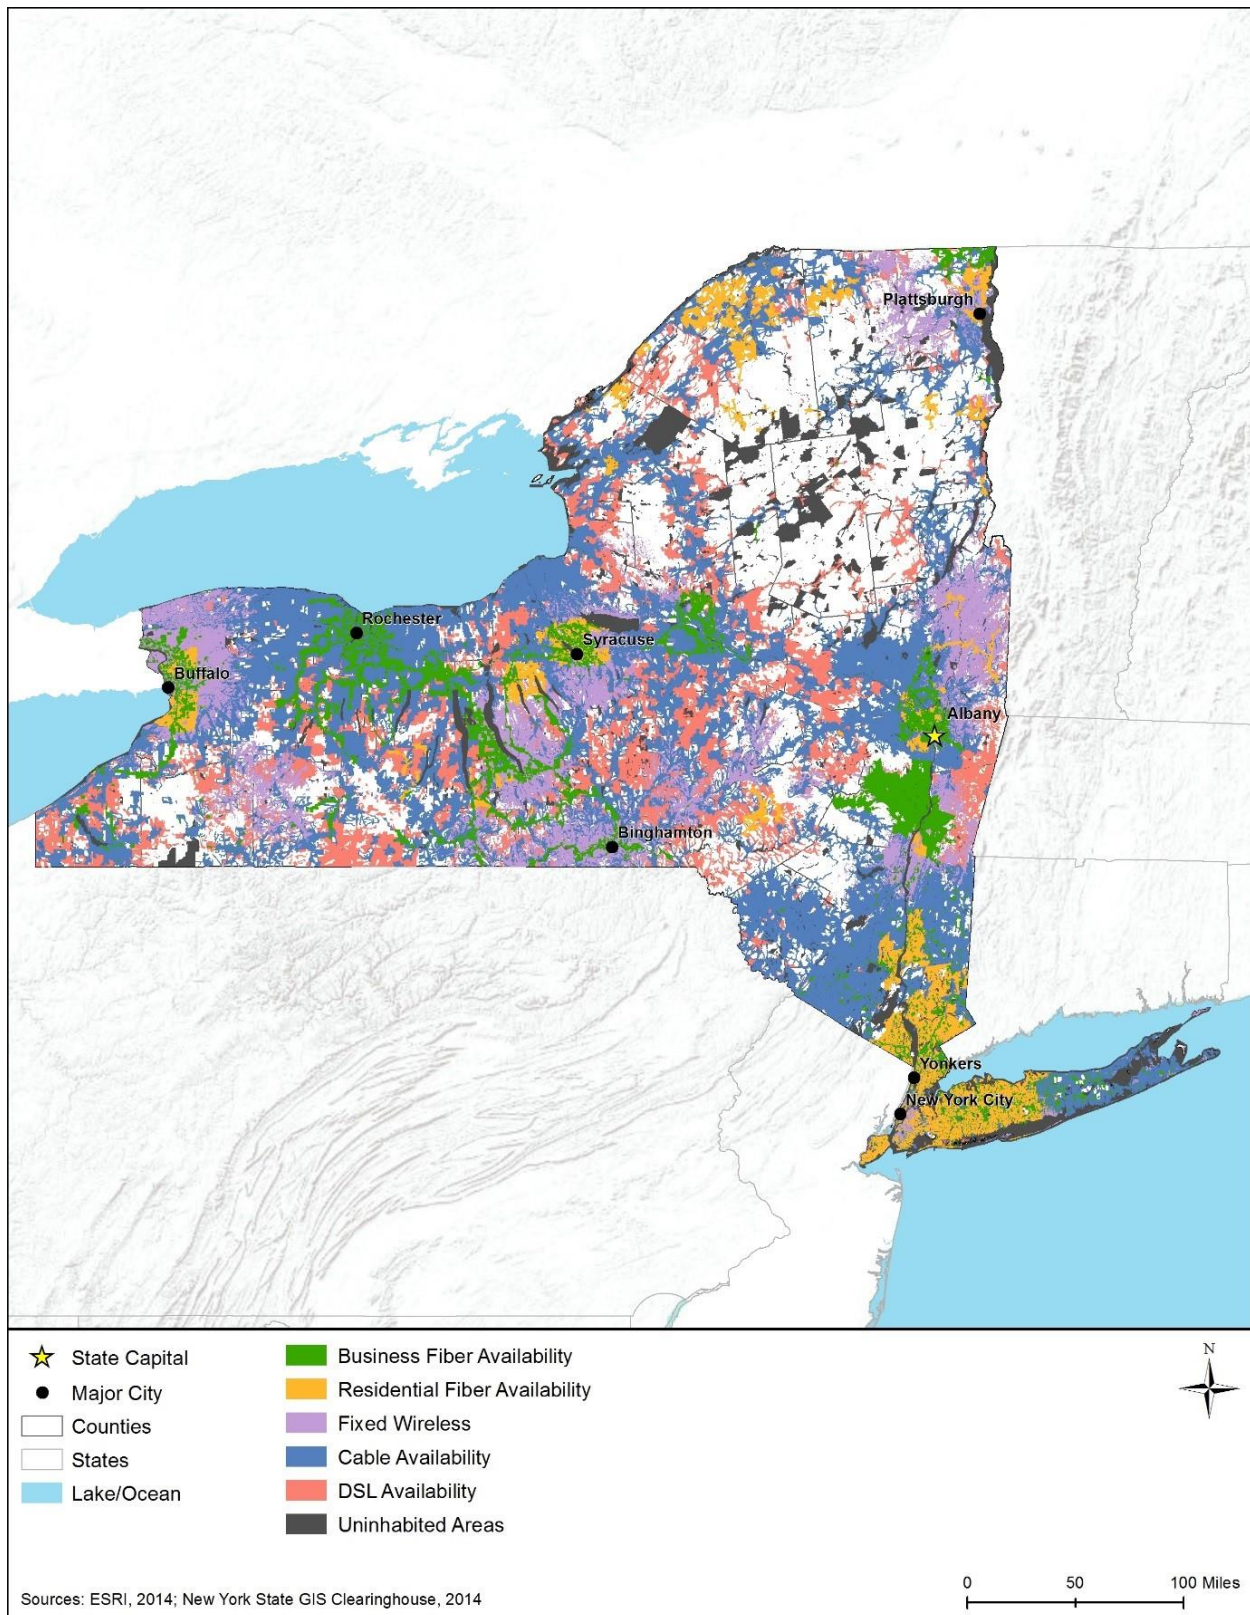 Plattsburgh
Rochester
Syracuse
Buffalo
Albany
Binghamton
Yonkers
New York City
State Capital
Major City
Counties
States
Lake/Ocean
Business Fiber Availability
Residential Fiber Availability
Fixed Wireless
Cable Availability
DSL Availability
Uninhabited Areas
N
0 50 100 Miles
Sources: ESRI, 2014; New York State GIS Clearinghouse, 2014